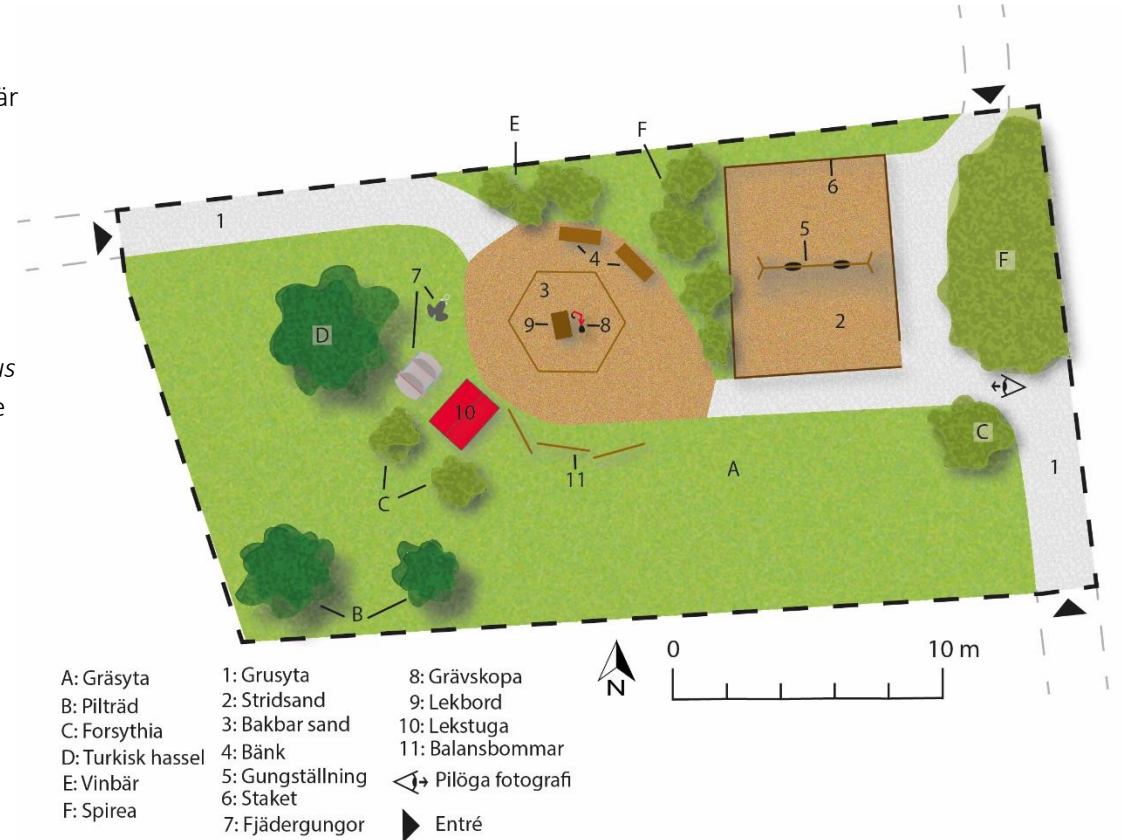 är
us
e
E
F
6
1
5
4
7
F
3
D
9
8
2
10
C
A
1
11
C
B
N
0
10 m
A: Gräsyta
B: Pilträd
C: Forsythia
D: Turkisk hassel
E: Vinbär
F: Spirea
1: Grusyta
2: Stridsand
3: Bakbar sand
4: Bänk
5: Gungställning
6: Staket
7: Fjädergungor
8: Grävskopa
9: Lekbord
10: Lekstuga
11: Balansbommar
Pilöga fotografi
Entré